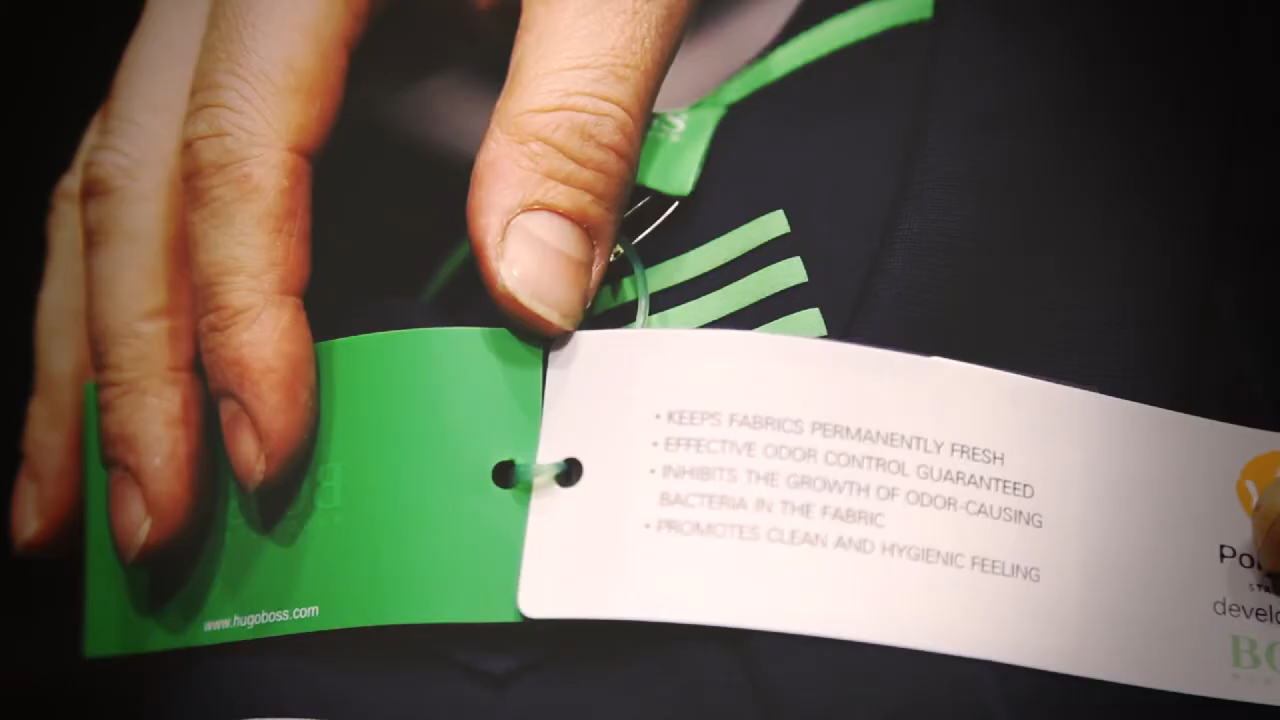 • KEEPS FABRICS PERMANENTLY FRESH
• EFFECTIVE ODOR CONTROL GUARANTEED
• INHIBITS THE GROWTH OF ODOR-CAUSING
BACTERIA IN THE FABRIC
• PROMOTES CLEAN AND HYGIENIC FEELING
www.hugoboss.com